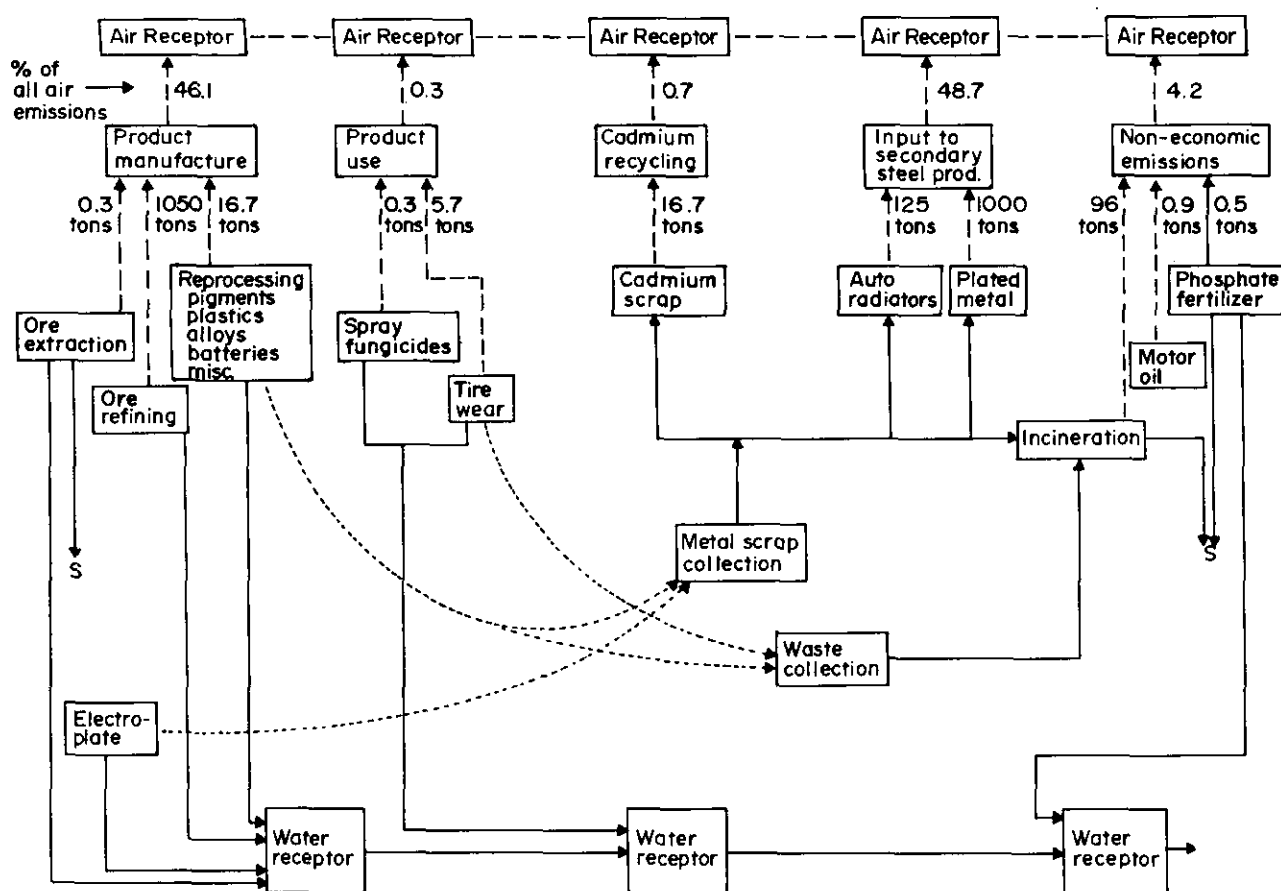 Air Receptor
Air Receptor
Air Receptor
Air Receptor
Air Receptor
% of
all air
emissions
46.1
0.3
0.7
48.7
4.2
Product
manufacture
Product
use
Cadmium
recycling
Input to
secondary
steel prod.
Non-economic
emissions
0.3
tons
1050
tons
16.7
tons
0.3
tons
5.7
tons
16.7
tons
125
tons
1000
tons
96
tons
0.9
tons
0.5
tons
Ore
extraction
Ore
refining
Reprocessing
pigments
plastics
alloys
batteries
misc.
Spray
fungicides
Tire
wear
Cadmium
scrap
Auto
radiators
Plated
metal
Phosphate
fertilizer
Motor
oil
Incineration
S
Metal scrap
collection
S
Waste
collection
Electro-
plate
Water
receptor
Water
receptor
Water
receptor